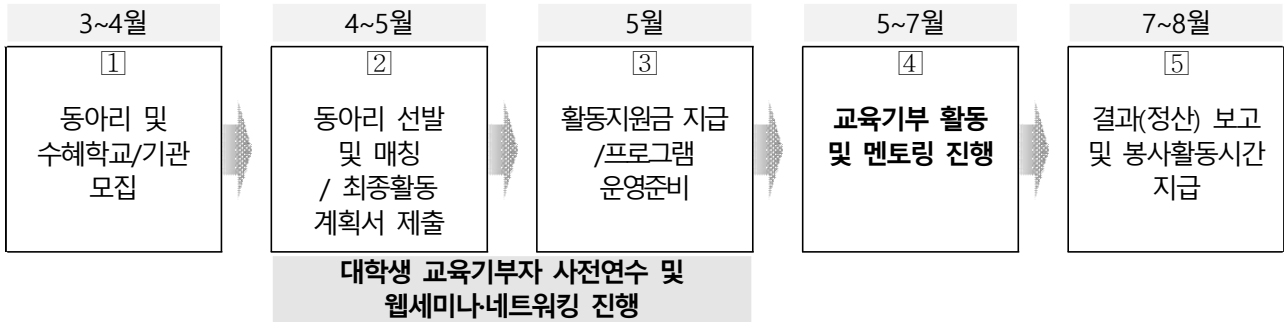 3~4월
1
동아리 및
수혜학교/기관
모집
4~5월
2
동아리 선발
및 매칭
/ 최종활동
계획서 제출
5월
3
활동지원금 지급
/프로그램
운영준비
5~7월
4
교육기부 활동
및 멘토링 진행
7~8월
5
결과(정산) 보고
및 봉사활동시간
지급
대학생 교육기부자 사전연수 및
웹세미나·네트워킹 진행